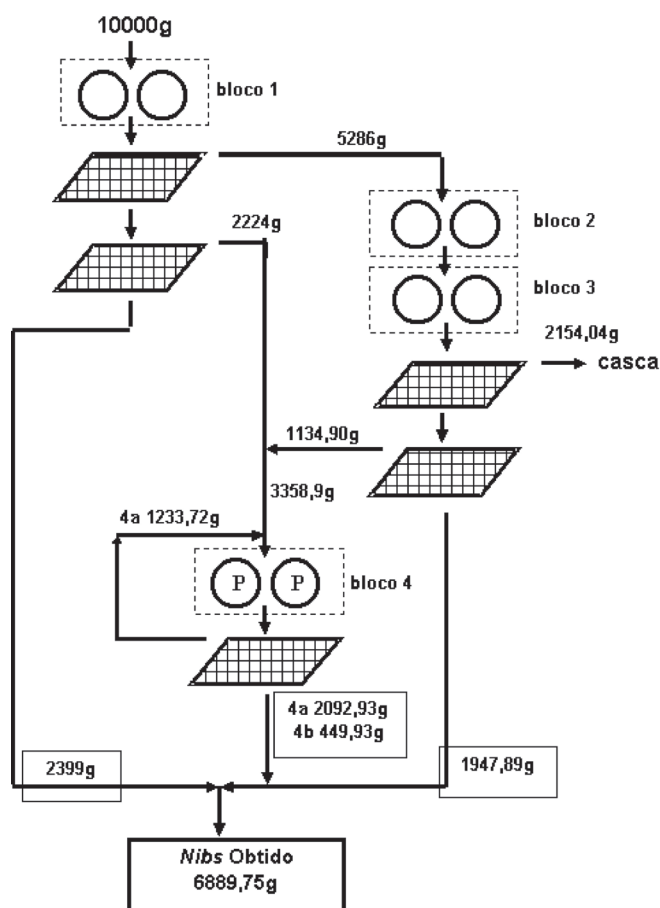 10000g
bloco 1
5286g
2224g
bloco 2
bloco 3
2154,04g
casca
1134,90g
3358,9g
4a 1233,72g
P P
bloco 4
4a 2092,93g
4b 449,93g
2399g
1947,89g
Nibs Obtido
6889,75g